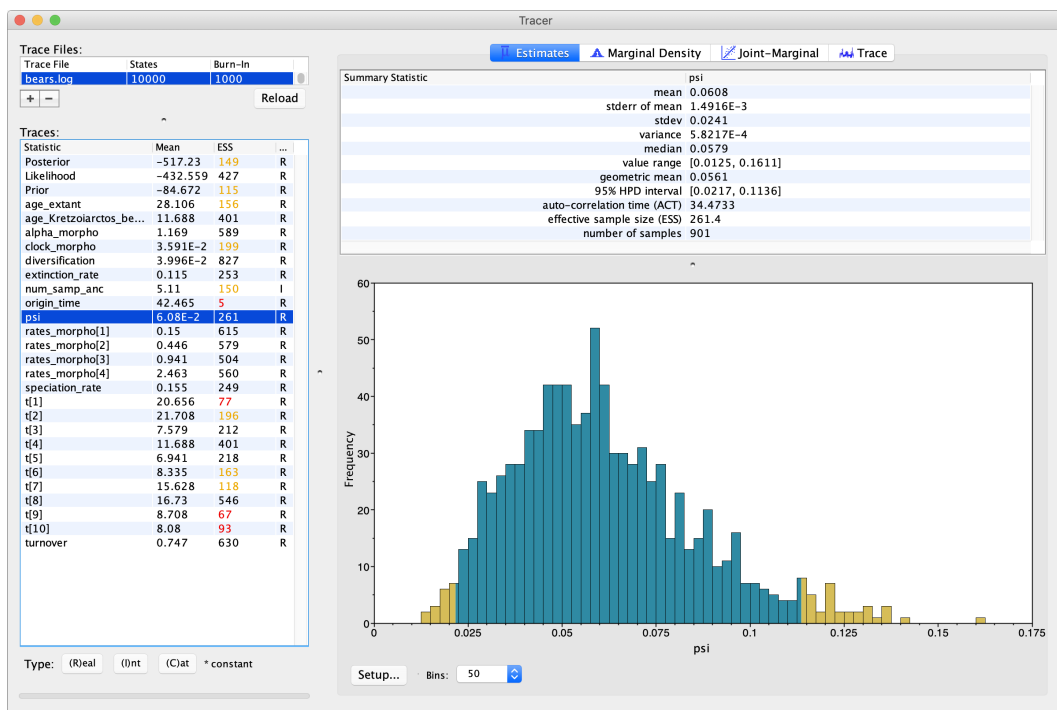 Tracer
Trace Files:
Trace File States Burn-In
bears.log 10000 1000
+ −
Reload
Traces:
Statistic Mean ESS ...
Posterior −517.23 149 R
Likelihood −432.559 427 R
Prior −84.672 115 R
age_extant 28.106 156 R
age_Kretzoiarctos_be... 11.688 401 R
alpha_morpho 1.169 589 R
clock_morpho 3.591E-2 199 R
diversification 3.996E-2 827 R
extinction_rate 0.115 253 R
num_samp_anc 5.11 150 I
origin_time 42.465 5 R
psi 6.08E-2 261 R
rates_morpho[1] 0.15 615 R
rates_morpho[2] 0.446 579 R
rates_morpho[3] 0.941 504 R
rates_morpho[4] 2.463 560 R
speciation_rate 0.155 249 R
t[1] 20.656 77 R
t[2] 21.708 196 R
t[3] 7.579 212 R
t[4] 11.688 401 R
t[5] 6.941 218 R
t[6] 8.335 163 R
t[7] 15.628 118 R
t[8] 16.73 546 R
t[9] 8.708 67 R
t[10] 8.08 93 R
turnover 0.747 630 R
Type: (R)eal (I)nt (C)at * constant
Estimates Marginal Density Joint-Marginal Trace
Summary Statistic psi
mean 0.0608
stderr of mean 1.4916E-3
stdev 0.0241
variance 5.8217E-4
median 0.0579
value range [0.0125, 0.1611]
geometric mean 0.0561
95% HPD interval [0.0217, 0.1136]
auto-correlation time (ACT) 34.4733
effective sample size (ESS) 261.4
number of samples 901
60
50
40
30
20
10
0
Frequency
0 0.025 0.05 0.075 0.1 0.125 0.15 0.175
psi
Setup... Bins: 50